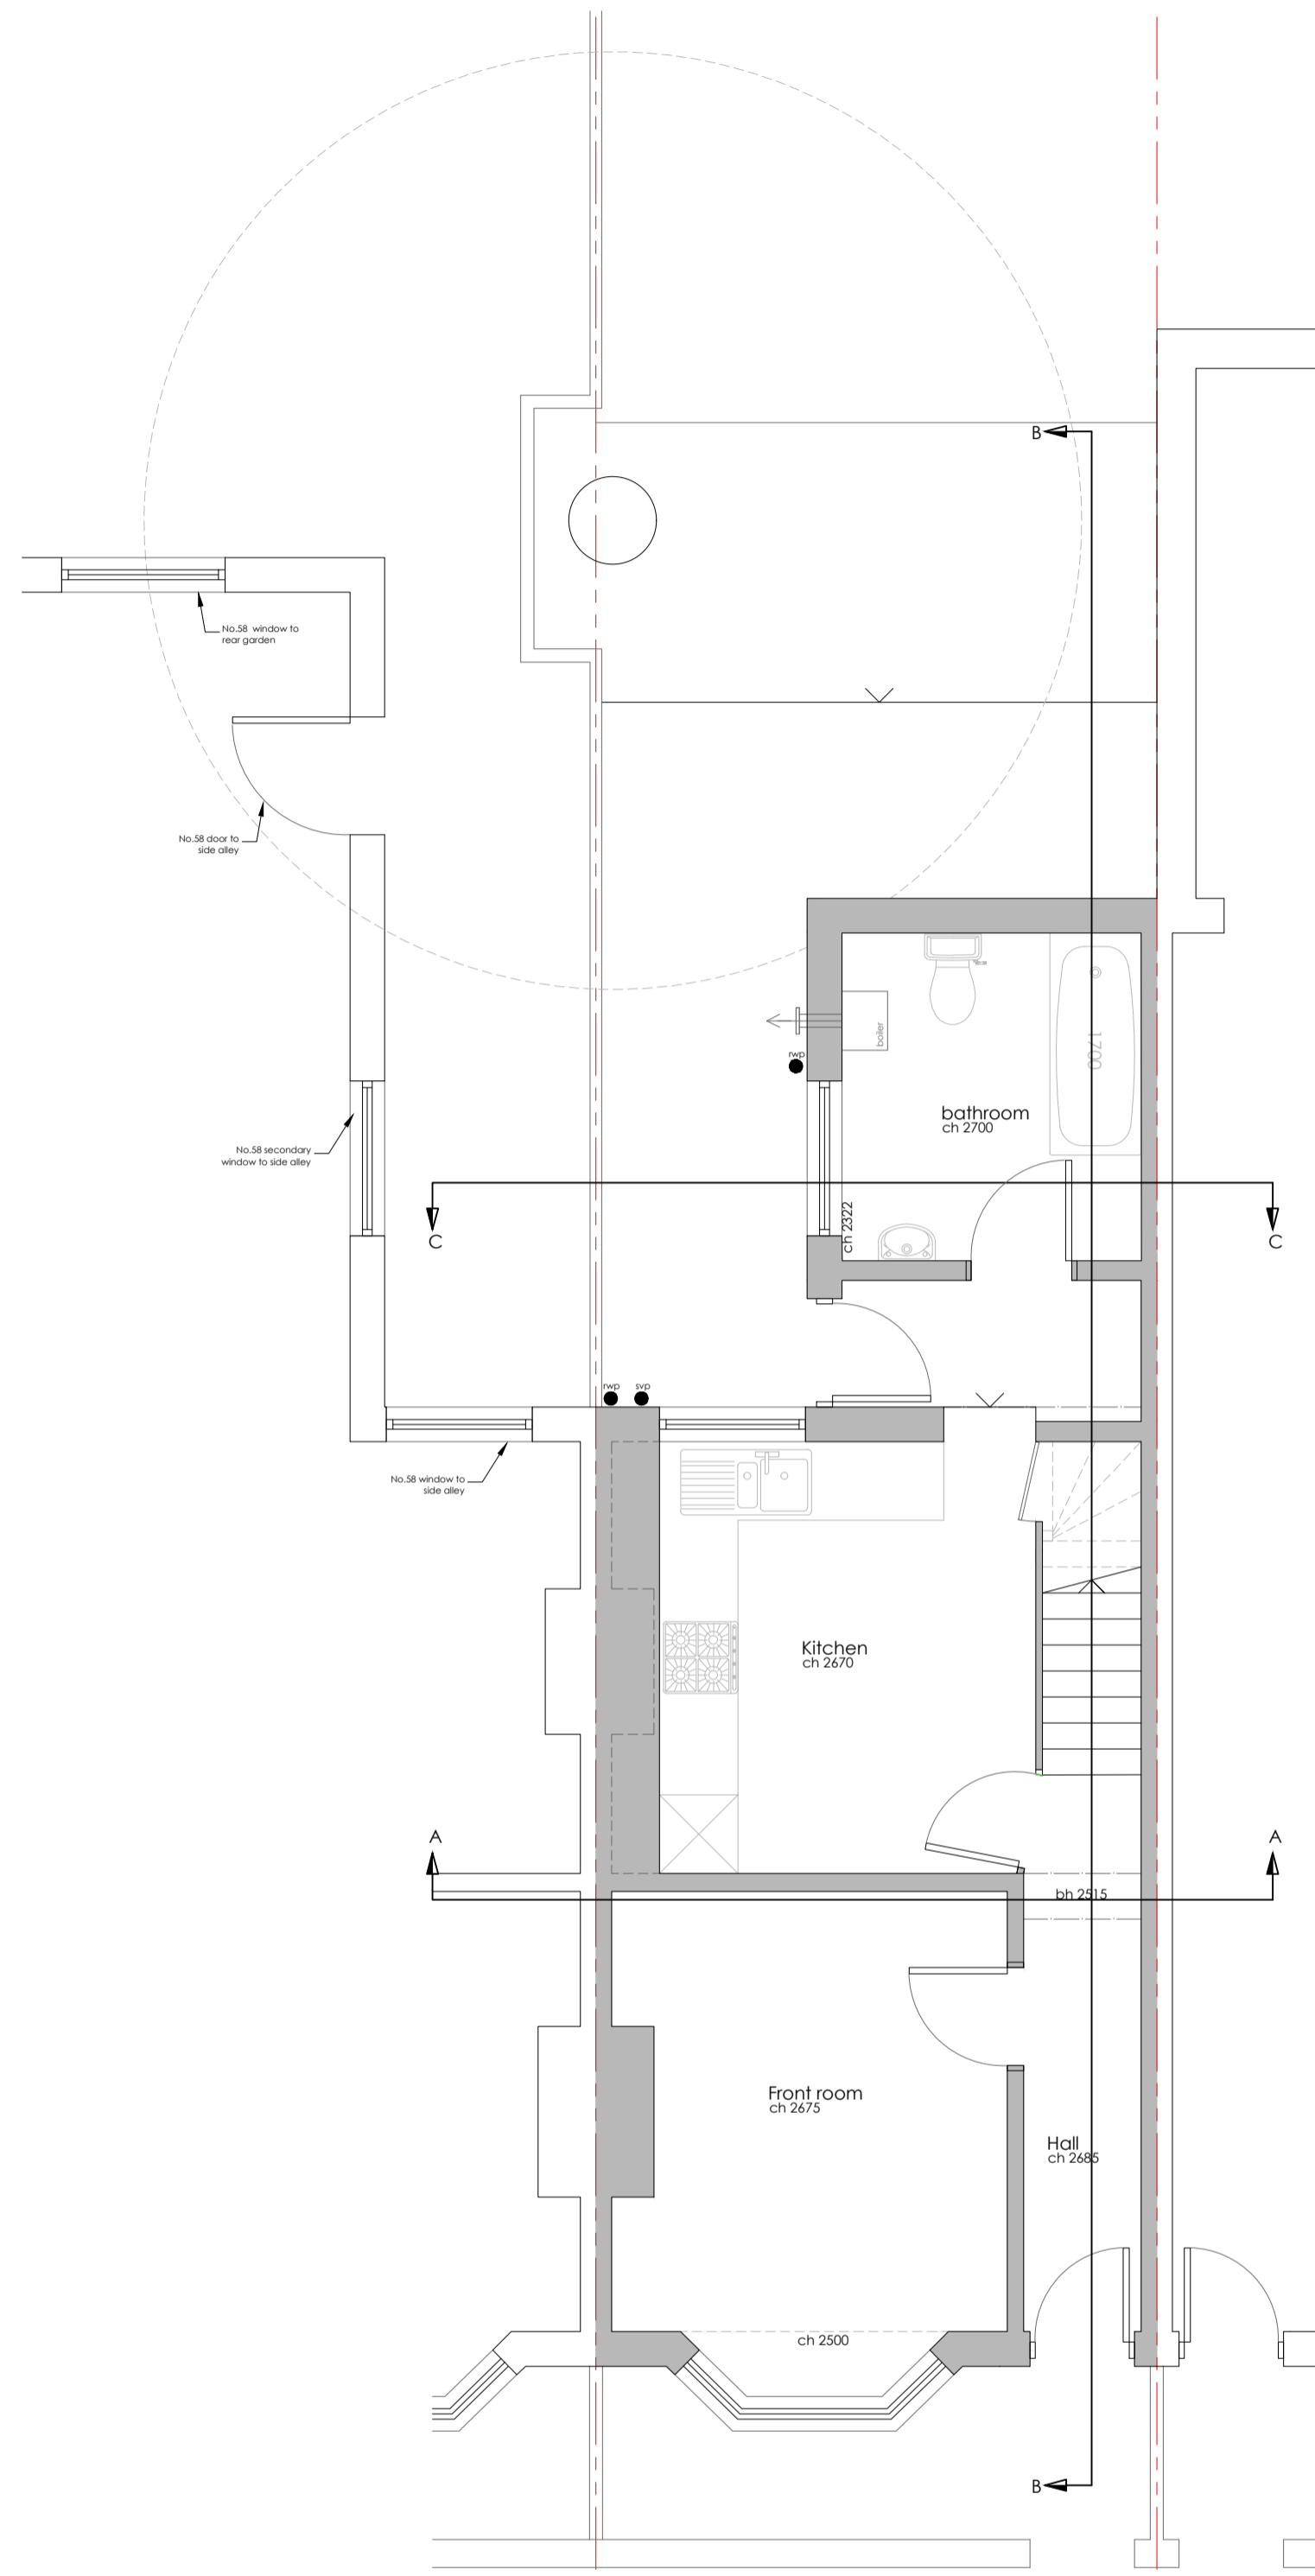 B
No.58 window to
rear garden
No.58 door to
side alley
boiler
rwp
1700
bathroom
ch 2700
No.58 secondary
window to side alley
ch 2322
C
C
rwp
svp
No.58 window to
side alley
Kitchen
ch 2670
A
A
bh 2515
Front room
ch 2675
Hall
ch 2685
ch 2500
B